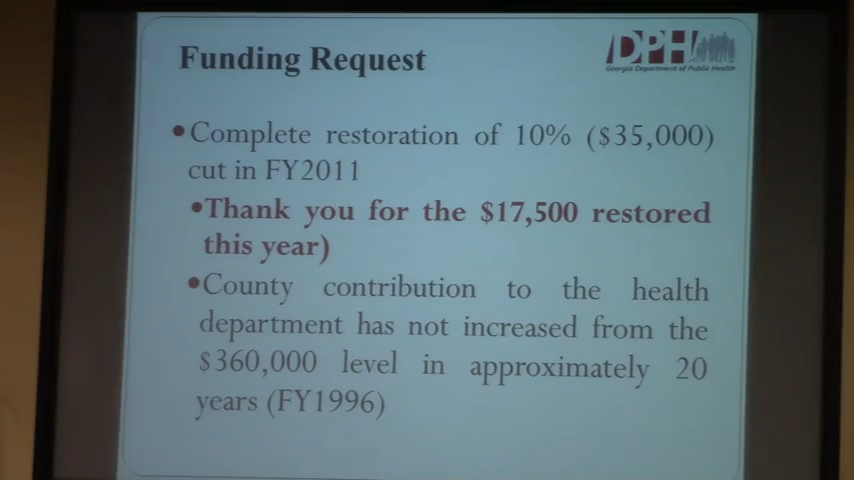 Funding Request
DPH
Georgia Department of Public Health
•Complete restoration of 10% ($35,000)
cut in FY2011
•Thank you for the $17,500 restored
this year)
•County contribution to the health
department has not increased from the
$360,000 level in approximately 20
years (FY1996)